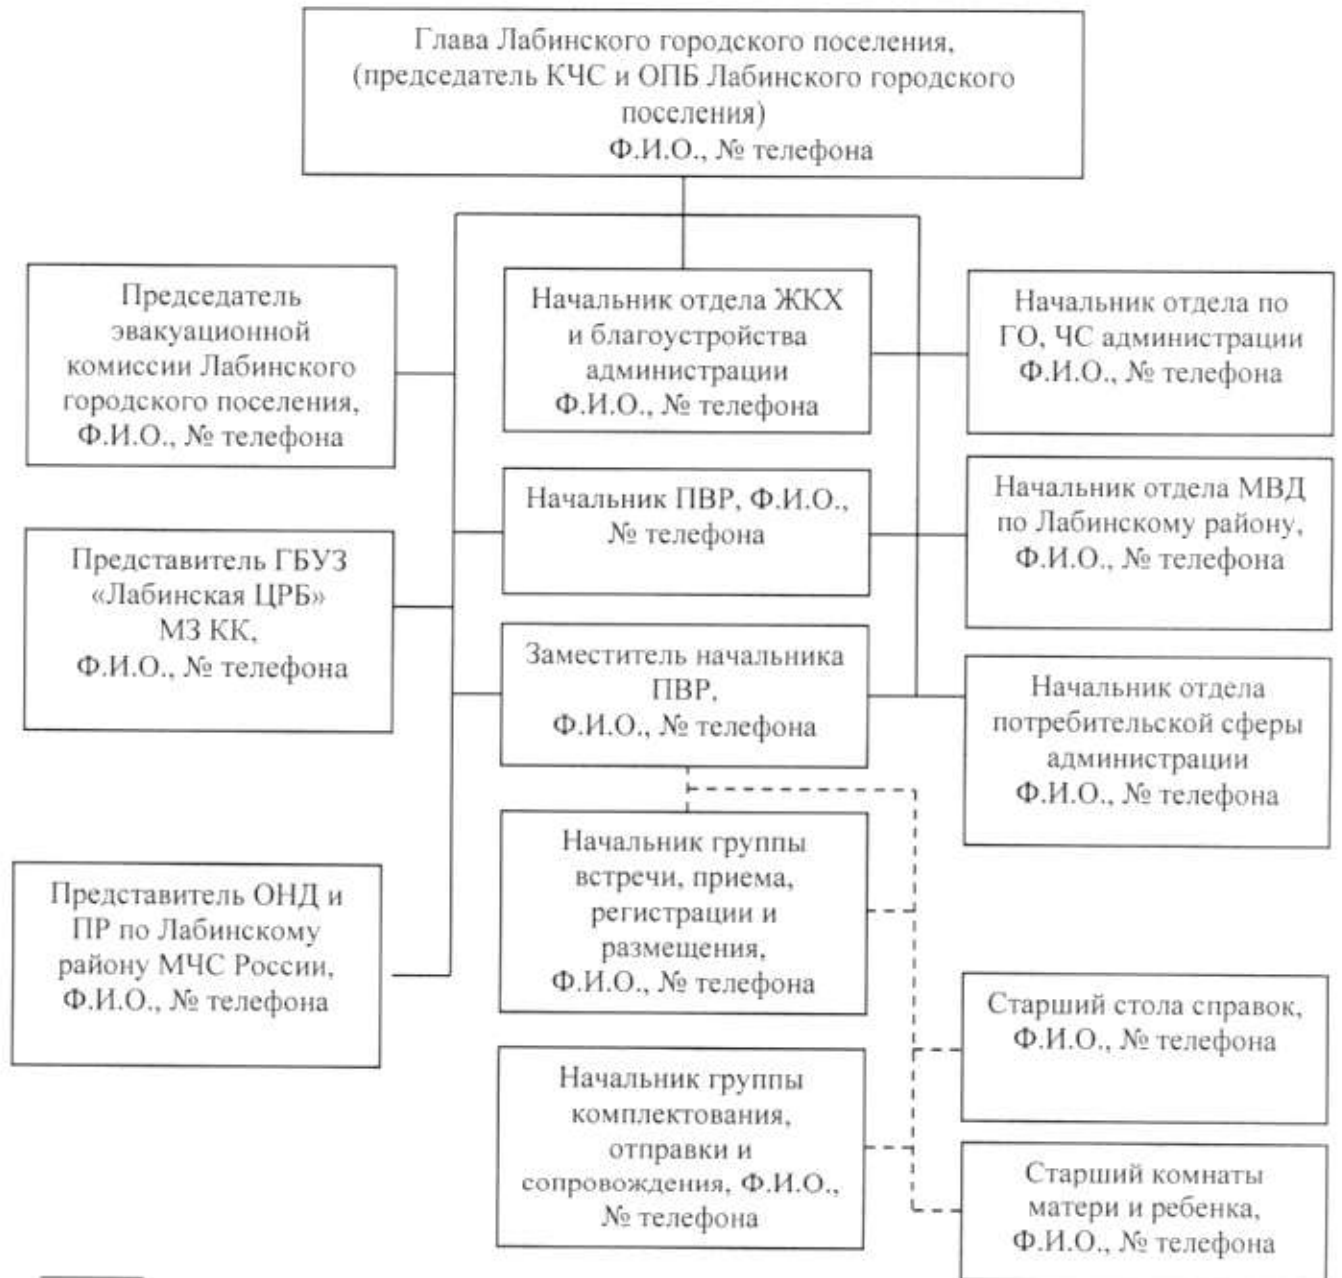 Глава Лабинского городского поселения,
(председатель КЧС и ОПБ Лабинского городского
поселения)
Ф.И.О., № телефона
Председатель
эвакуационной
комиссии Лабинского
городского поселения,
Ф.И.О., № телефона
Начальник отдела ЖКХ
и благоустройства
администрации
Ф.И.О., № телефона
Начальник отдела по
ГО, ЧС администрации
Ф.И.О., № телефона
Представитель ГБУЗ
«Лабинская ЦРБ»
МЗ КК,
Ф.И.О., № телефона
Начальник ПВР, Ф.И.О.,
№ телефона
Начальник отдела МВД
по Лабинскому району,
Ф.И.О., № телефона
Заместитель начальника
ПВР,
Ф.И.О., № телефона
Начальник отдела
потребительской сферы
администрации
Ф.И.О., № телефона
Представитель ОНД и
ПР по Лабинскому
району МЧС России,
Ф.И.О., № телефона
Начальник группы
встречи, приема,
регистрации и
размещения,
Ф.И.О., № телефона
Старший стола справок,
Ф.И.О., № телефона
Начальник группы
комплектования,
отправки и
сопровождения, Ф.И.О.,
№ телефона
Старший комнаты
матери и ребенка,
Ф.И.О., № телефона